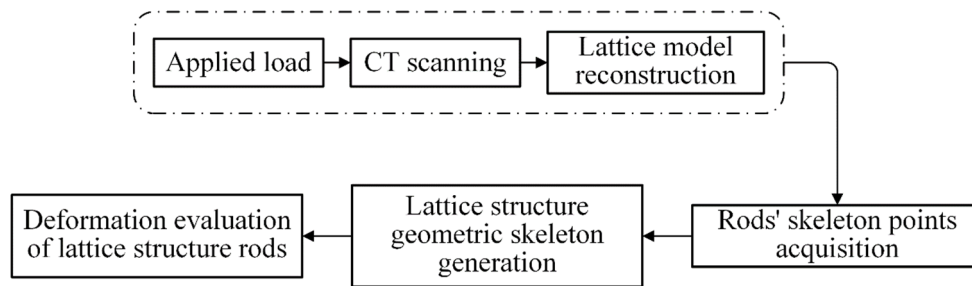 Applied load
CT scanning
Lattice model
reconstruction
Rods' skeleton points
acquisition
Lattice structure
geometric skeleton
generation
Deformation evaluation
of lattice structure rods